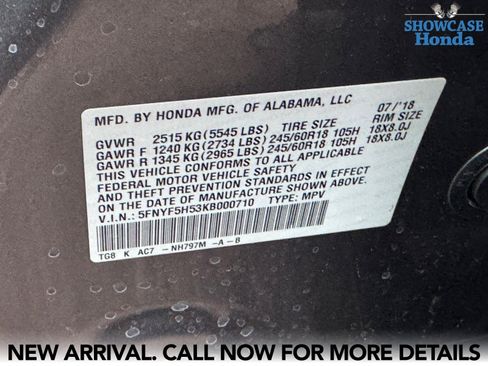 SHOWCASE
Honda
MFD. BY HONDA MFG. OF ALABAMA, LLC 07/'18
GVWR 2515 KG (5545 LBS) TIRE SIZE RIM SIZE
GAWR F 1240 KG (2734 LBS) 245/60R18 105H 18X8.0J
GAWR R 1345 KG (2965 LBS) 245/60R18 105H 18X8.0J
THIS VEHICLE CONFORMS TO ALL APPLICABLE
FEDERAL MOTOR VEHICLE SAFETY, BUMPER, AND
THEFT PREVENTION STANDARDS IN EFFECT
ON THE DATE OF MANUFACTURE SHOWN ABOVE.
V.I.N.: 5FNYF5H53KB000710 TYPE: MPV
TG8 K AC7 -NH797M -A-B
NEW ARRIVAL. CALL NOW FOR MORE DETAILS